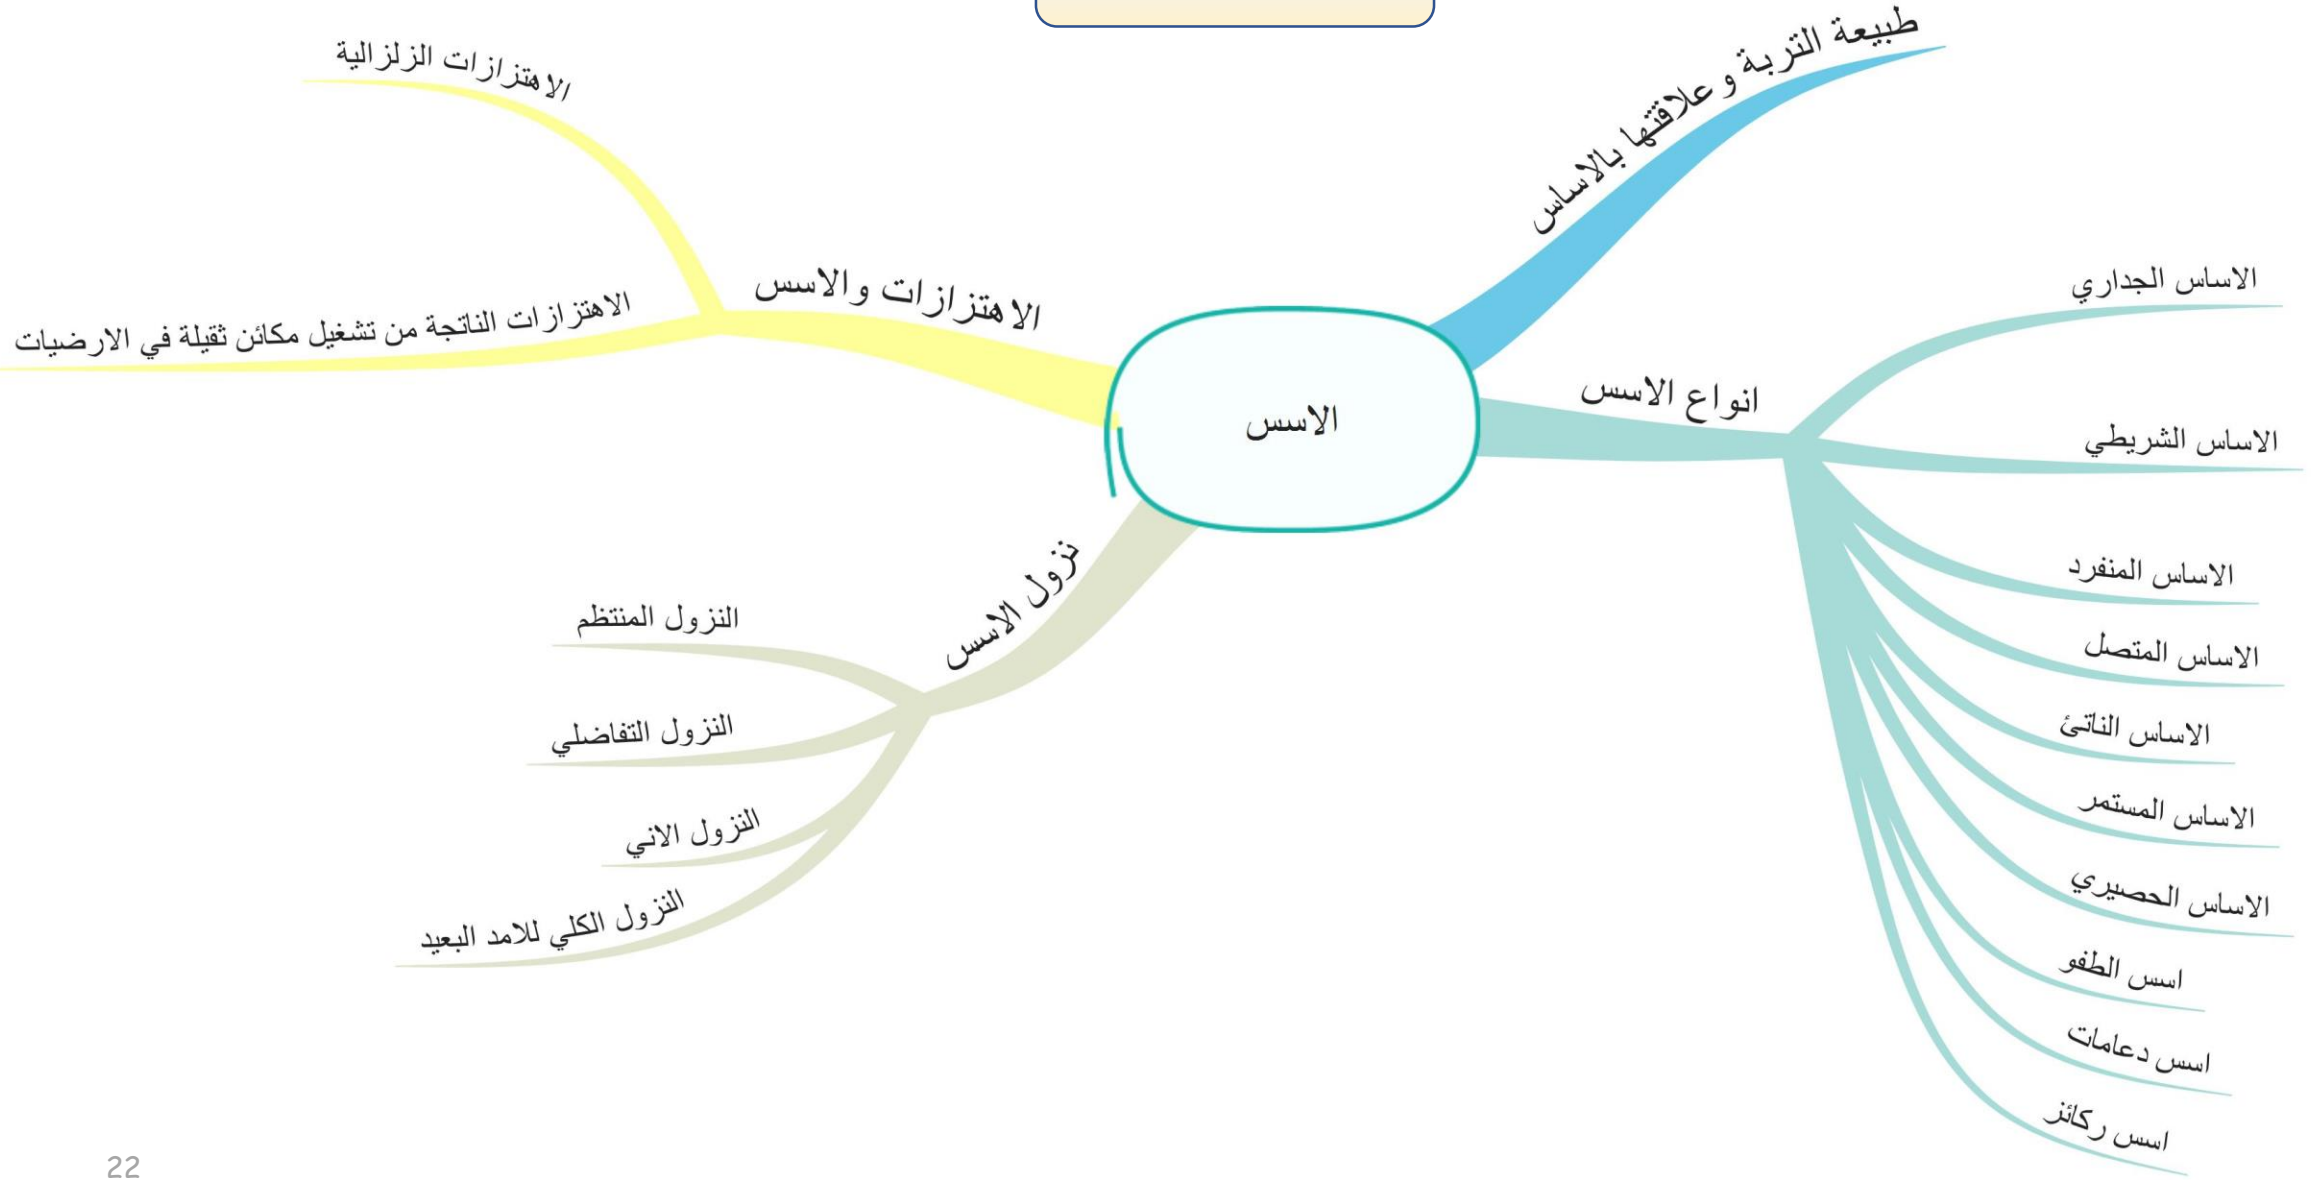 الاسس
طبيعة التربة و علاقتها بالاساس
انواع الاسس
الاساس الجداري
الاساس الشريطي
الاساس المنفرد
الاساس المتصل
الاساس الناتئ
الاساس المستمر
الاساس الحصيري
اسس الطفو
اسس دعامات
اسس ركائز
نزول الاسس
النزول المنتظم
النزول التفاضلي
النزول الاني
النزول الكلي للامد البعيد
الاهتزازات والاسس
الاهتزازات الزلزالية
الاهتزازات الناتجة من تشغيل مكائن ثقيلة في الارضيات
22